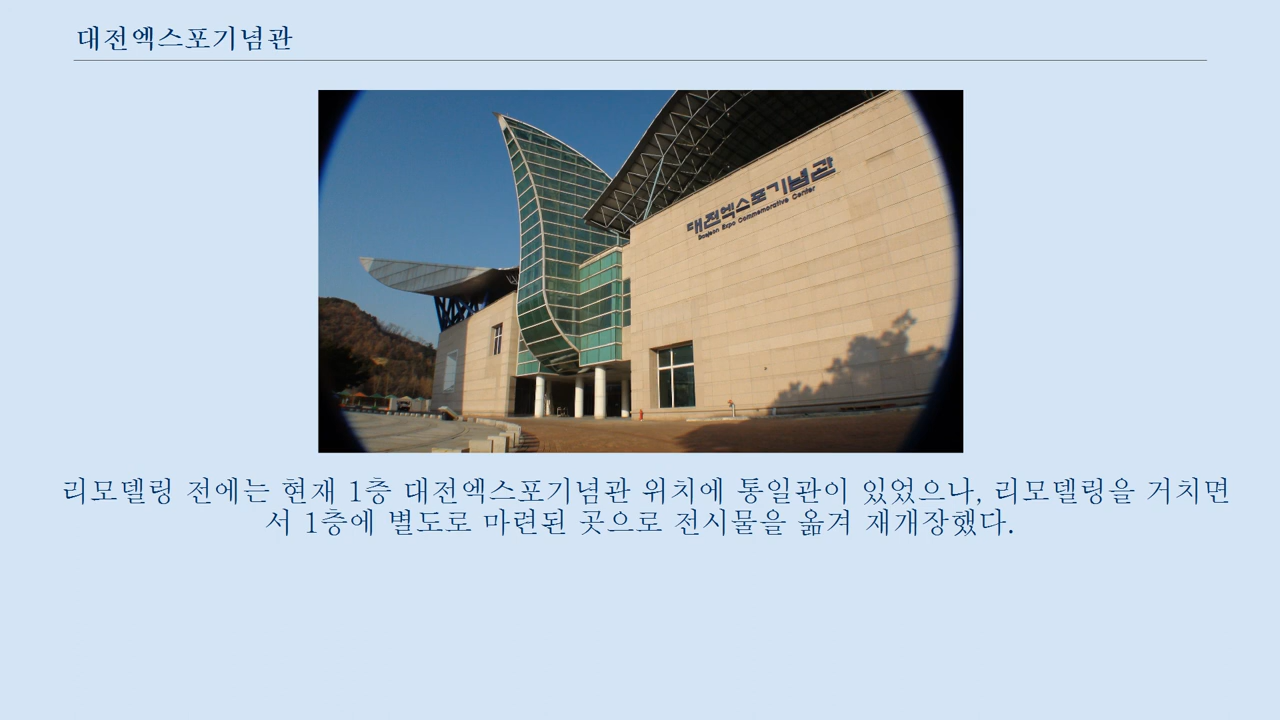 대전엑스포기념관
대전엑스포기념관
Daejeon Expo Commemorative Center
리모델링 전에는 현재 1층 대전엑스포기념관 위치에 통일관이 있었으나, 리모델링을 거치면
서 1층에 별도로 마련된 곳으로 전시물을 옮겨 재개장했다.